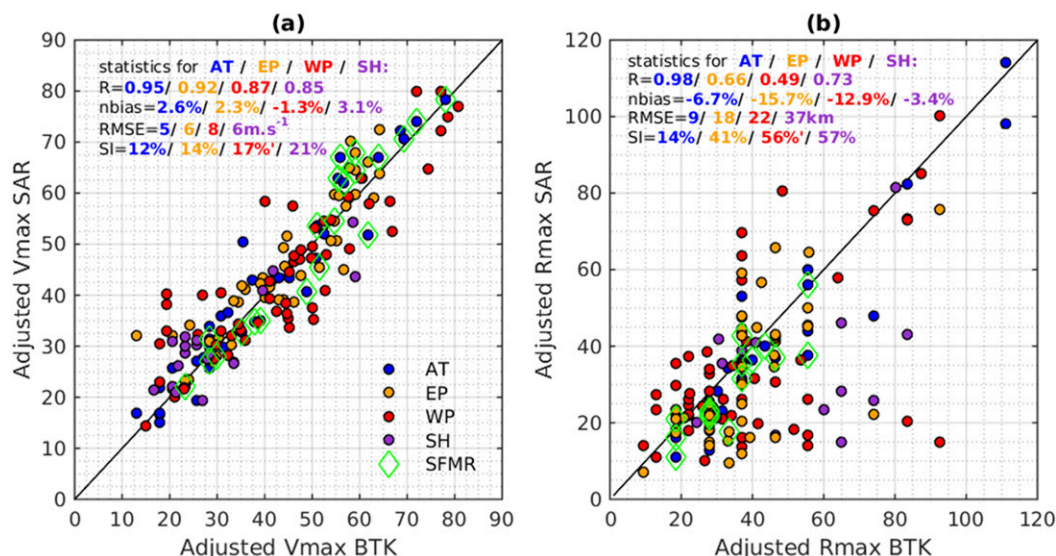 (a)
90
80
70
60
50
40
30
20
10
0
Adjusted Vmax SAR
statistics for AT / EP / WP / SH:
R=0.95/ 0.92/ 0.87/ 0.85
nbias=2.6%/ 2.3%/ -1.3%/ 3.1%
RMSE=5/ 6/ 8/ 6m.s-1
SI=12%/ 14%/ 17%'/ 21%
AT
EP
WP
SH
SFMR
0 10 20 30 40 50 60 70 80 90
Adjusted Vmax BTK
(b)
120
100
80
60
40
20
0
Adjusted Rmax SAR
statistics for AT / EP / WP / SH:
R=0.98/ 0.66/ 0.49/ 0.73
nbias=-6.7%/ -15.7%/ -12.9%/ -3.4%
RMSE=9/ 18/ 22/ 37km
SI=14%/ 41%/ 56%'/ 57%
0 20 40 60 80 100 120
Adjusted Rmax BTK